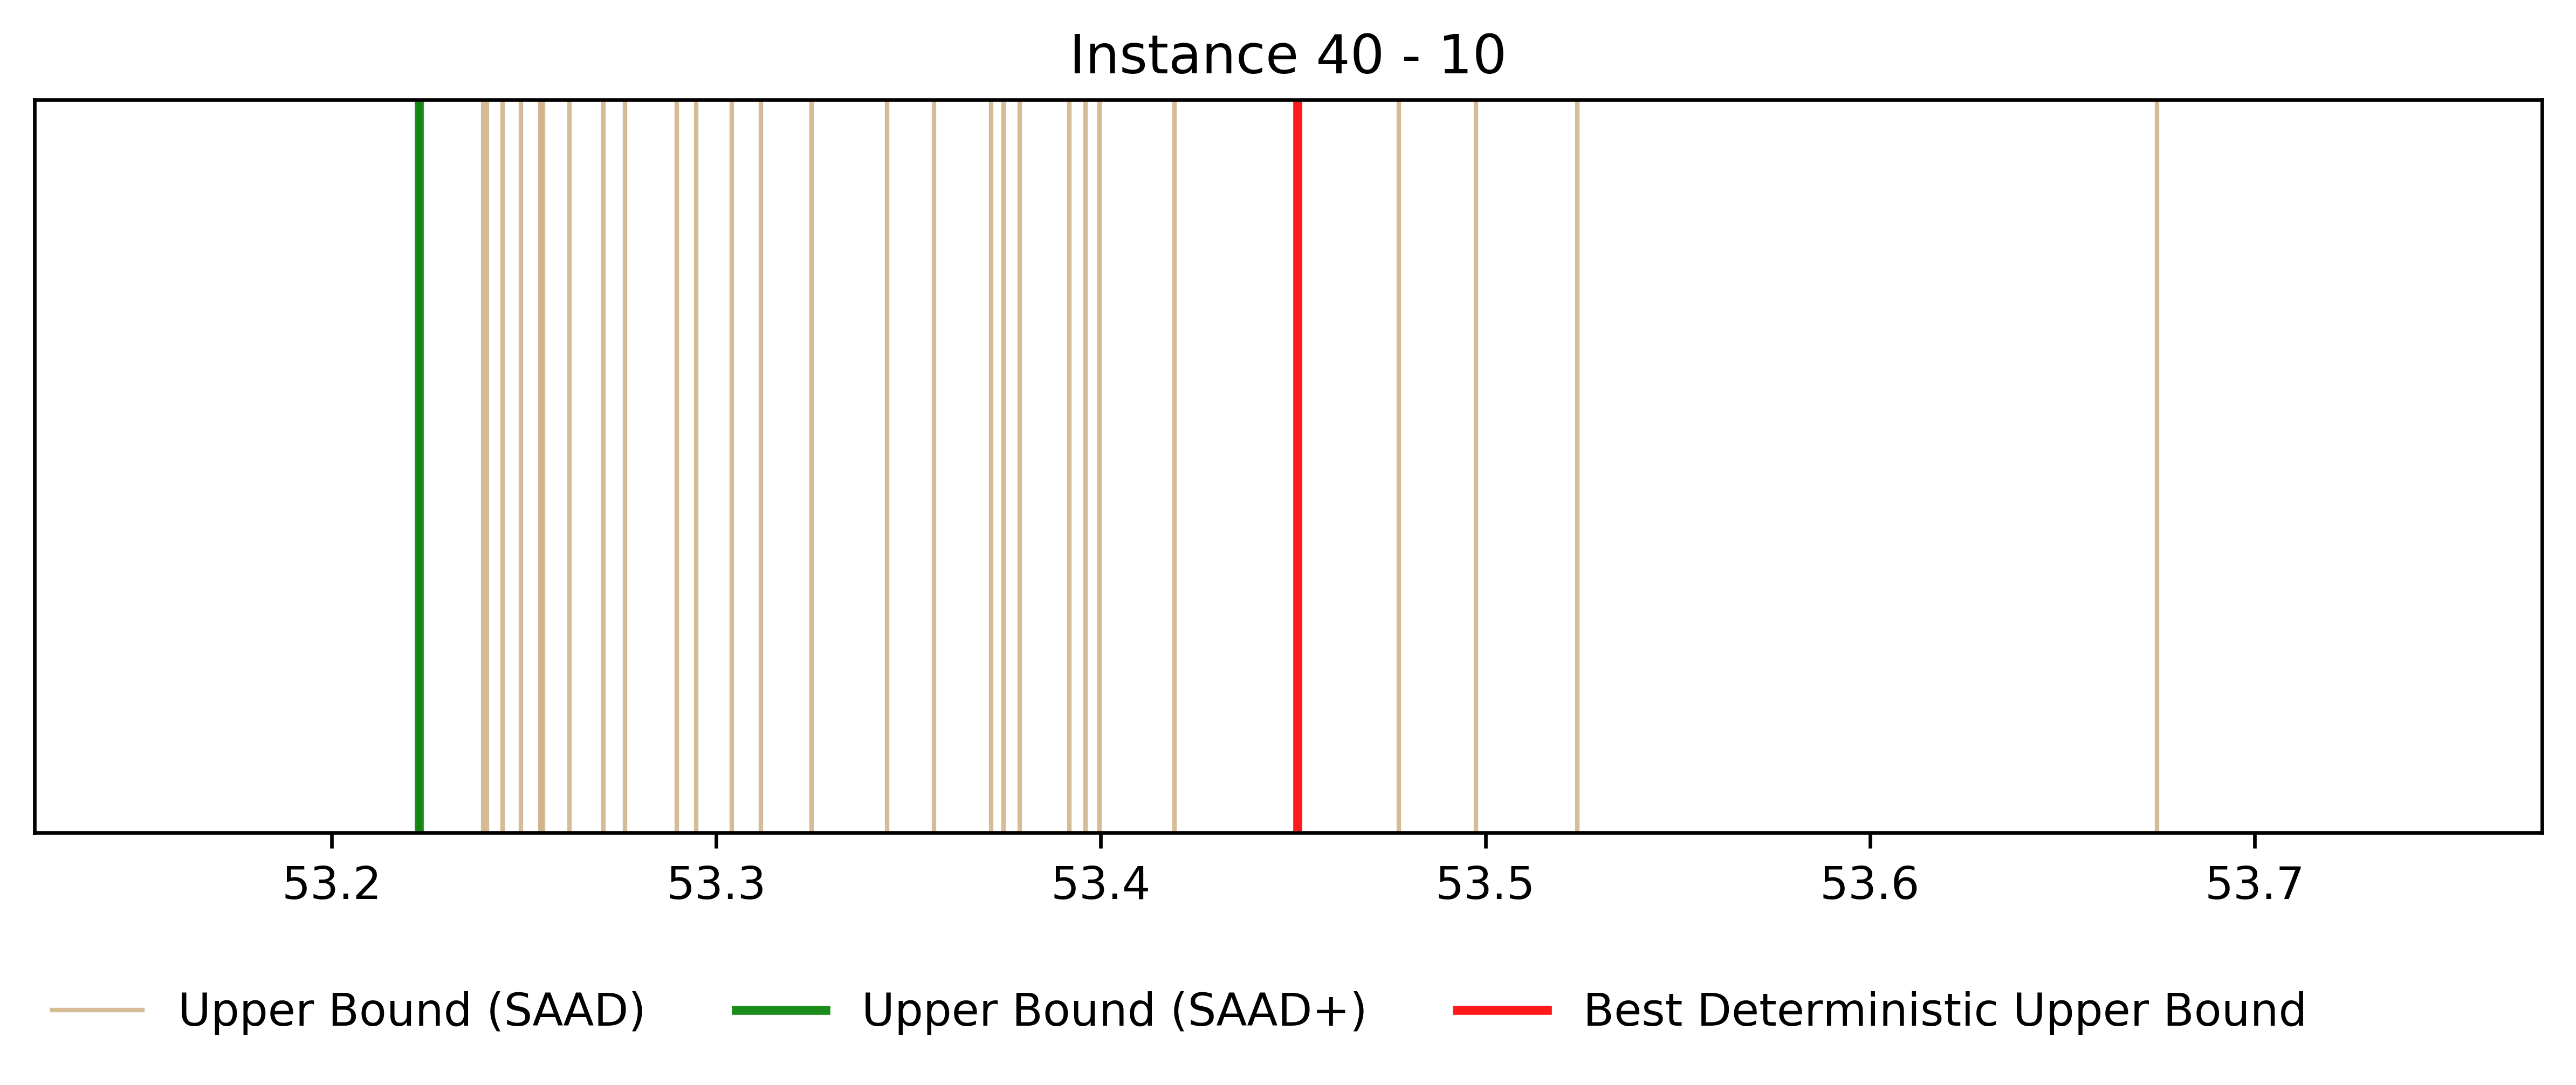 Instance 40 - 10
53.2 53.3 53.4 53.5 53.6 53.7
Upper Bound (SAAD) Upper Bound (SAAD+) Best Deterministic Upper Bound